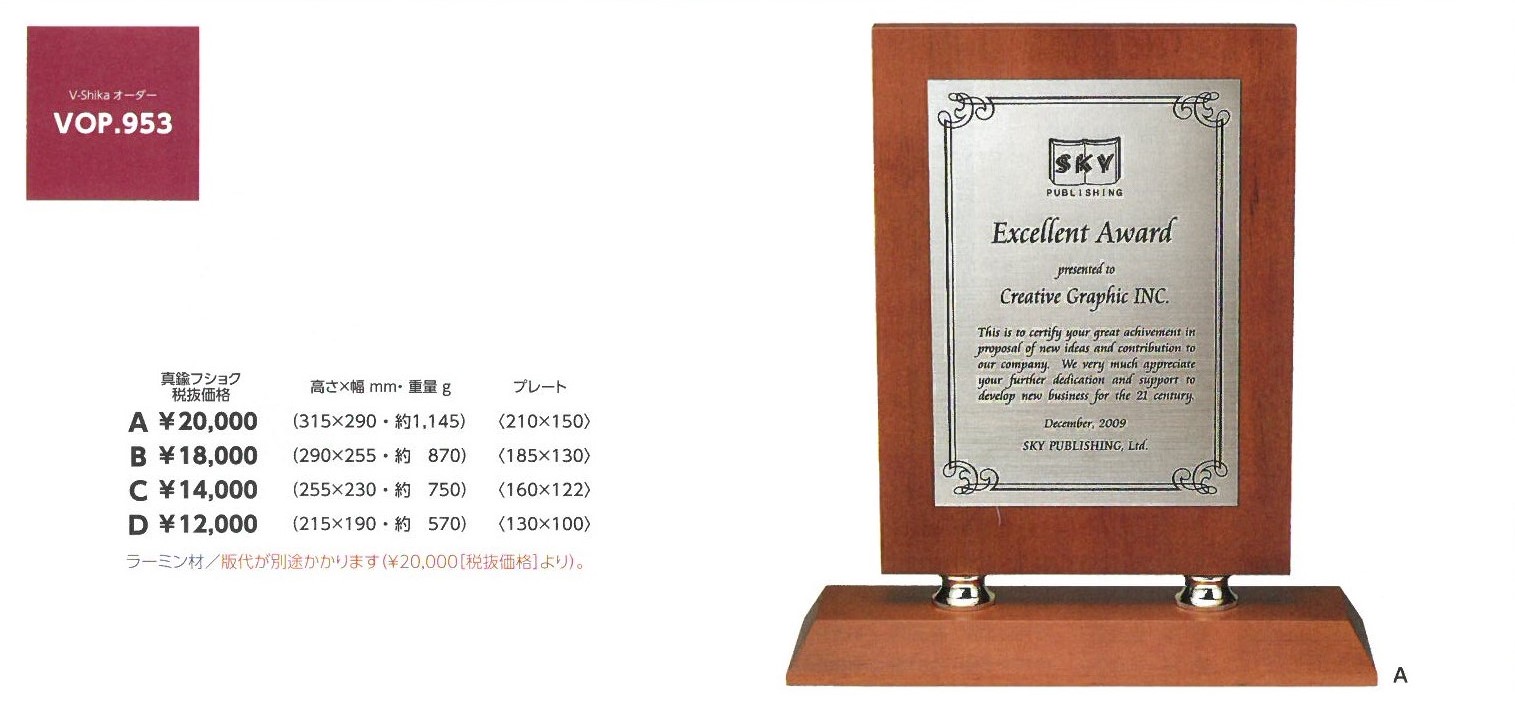 V-Shika オーダー
VOP.953
真鍮フショク
税抜価格
高さ×幅 mm・重量 g
プレート
A ¥20,000 (315×290・約1,145) 〈210×150〉
B ¥18,000 (290×255・約 870) 〈185×130〉
C ¥14,000 (255×230・約 750) 〈160×122〉
D ¥12,000 (215×190・約 570) 〈130×100〉
ラーミン材／版代が別途かかります(¥20,000[税抜価格]より)。
SKY
PUBLISHING
Excellent Award
presented to
Creative Graphic INC.
This is to certify your great achivement in
proposal of new ideas and contribution to
our company. We very much appreciate
your further dedication and support to
develop new business for the 21 century.
December, 2009
SKY PUBLISHING, Ltd.
A